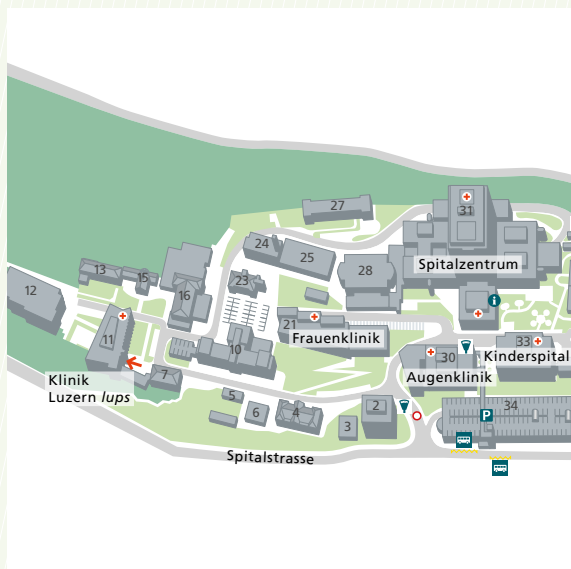 27
31
24
25
Spitalzentrum
13
15
23
28
12
16
i
21
33
11
Frauenklinik
10
30
Kinderspital
7
Augenklinik
Klinik
Luzern lups
5
2
34
6
4
P
3
Spitalstrasse